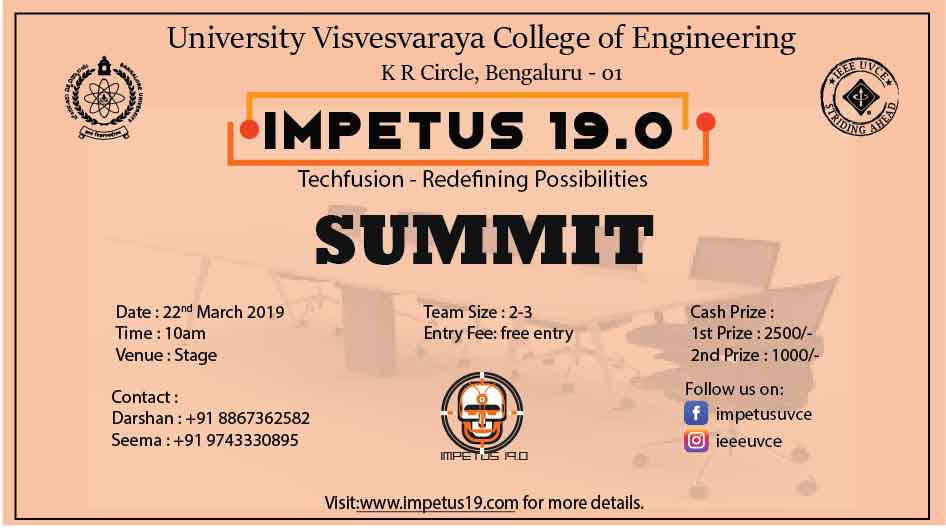 University Visvesvaraya College of Engineering
K R Circle, Bengaluru - 01
IEEE UVCE
STRIDING AHEAD
IMPETUS 19.0
Techfusion - Redefining Possibilities
SUMMIT
Date : 22nd March 2019
Time : 10am
Venue : Stage
Team Size : 2-3
Entry Fee: free entry
Cash Prize :
1st Prize : 2500/-
2nd Prize : 1000/-
Contact :
Darshan : +91 8867362582
Seema : +91 9743330895
IMPETUS 19.0
Follow us on:
impetusuvce
ieeeuvce
Visit:www.impetus19.com for more details.